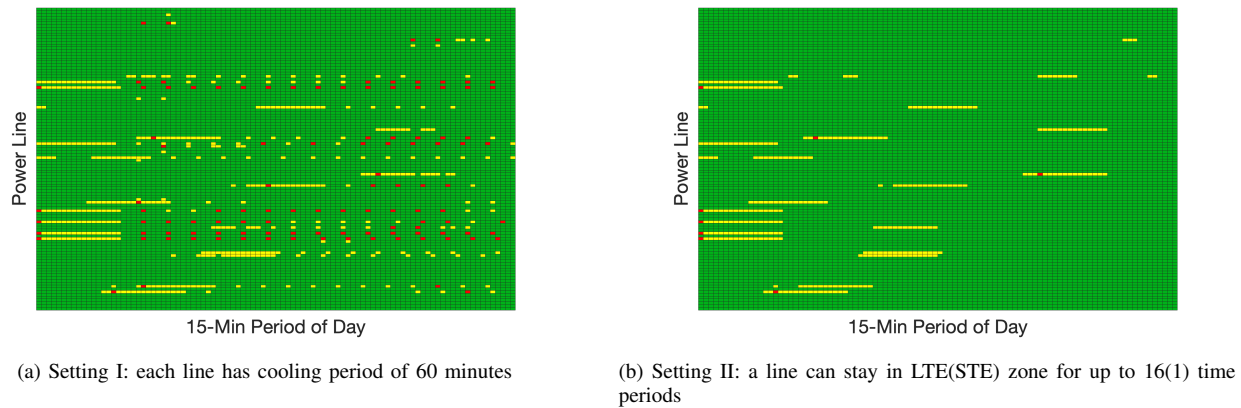 Power Line
15-Min Period of Day
(a) Setting I: each line has cooling period of 60 minutes
Power Line
15-Min Period of Day
(b) Setting II: a line can stay in LTE(STE) zone for up to 16(1) time
periods